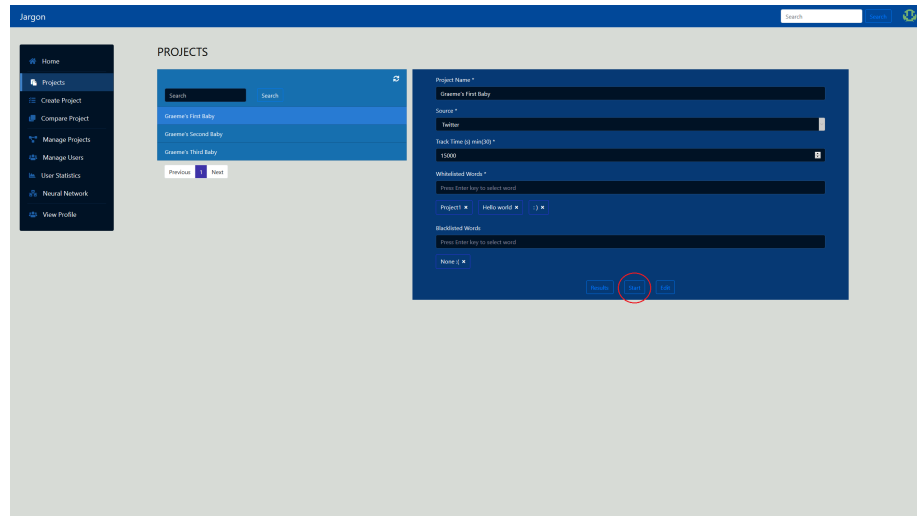 Jargon
Search Search
Home
Projects
Create Project
Compare Project
Manage Projects
Manage Users
User Statistics
Neural Network
View Profile
PROJECTS
Search Search
Graeme's First Baby
Graeme's Second Baby
Graeme's Third Baby
Previous 1 Next
Project Name *
Graeme's First Baby
Source *
Twitter
Track Time (s) min(30) *
15000
Whitelisted Words *
Press Enter key to select word
Project1 × Hello world × :) ×
Blacklisted Words
Press Enter key to select word
None :( ×
Results Start Edit